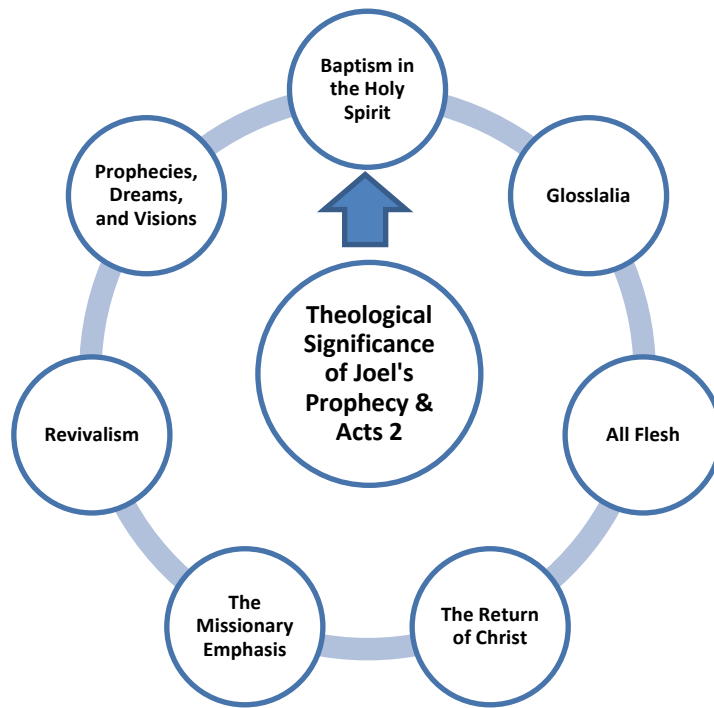 Baptism in
the Holy
Spirit
Glosslalia
All Flesh
The Return
of Christ
The
Missionary
Emphasis
Revivalism
Prophecies,
Dreams,
and Visions
Theological
Significance
of Joel's
Prophecy &
Acts 2